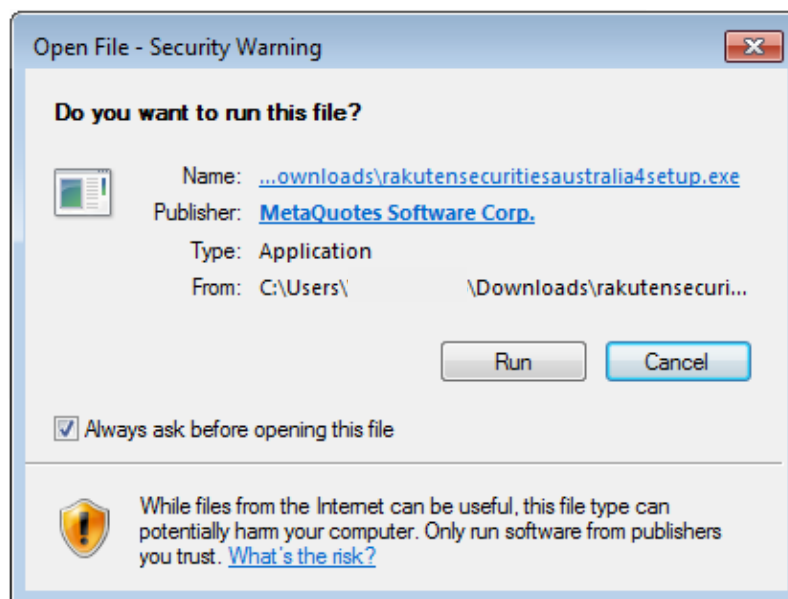 Open File - Security Warning
Do you want to run this file?
Name: ...ownloads\rakutensecuritiesaustralia4setup.exe
Publisher: MetaQuotes Software Corp.
Type: Application
From: C:\Users\ \Downloads\rakutensecuri...
Run Cancel
Always ask before opening this file
While files from the Internet can be useful, this file type can
potentially harm your computer. Only run software from publishers
you trust. What's the risk?